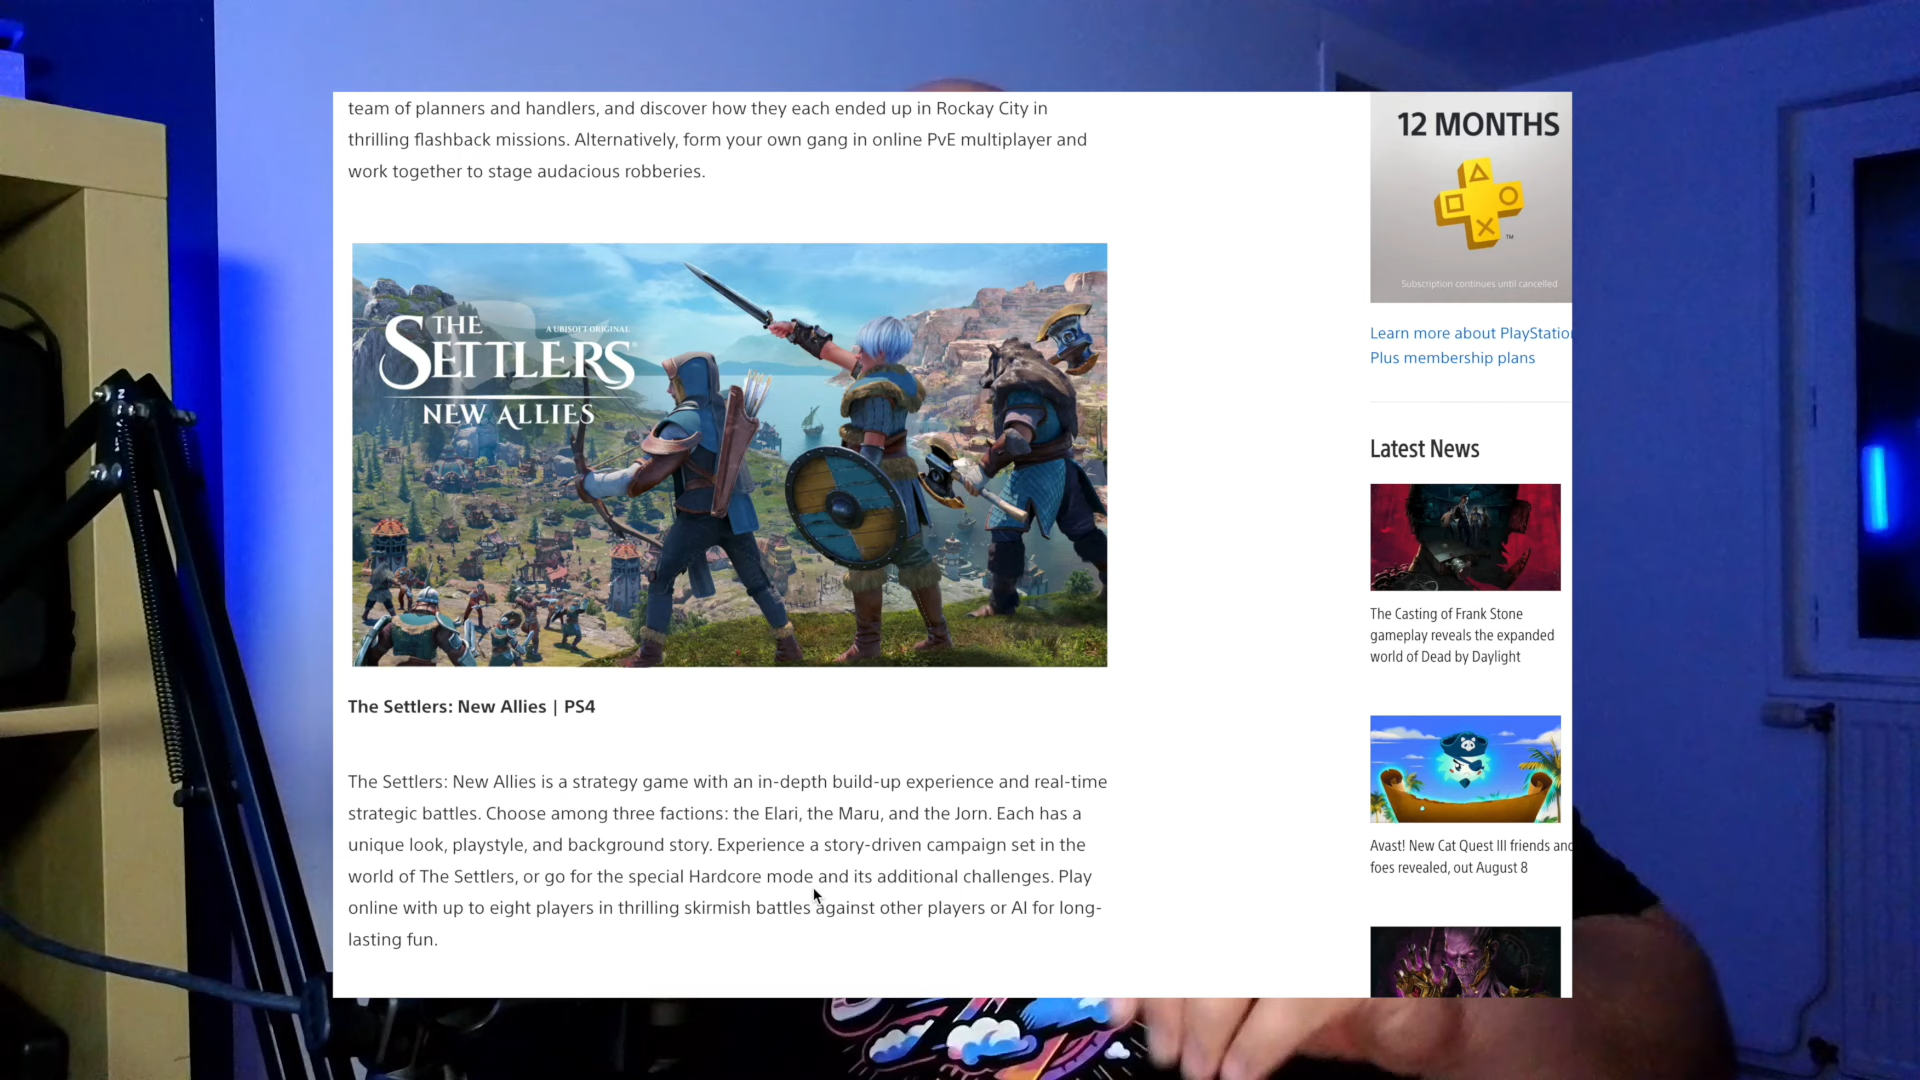 team of planners and handlers, and discover how they each ended up in Rockay City in
thrilling flashback missions. Alternatively, form your own gang in online PvE multiplayer and
work together to stage audacious robberies.
THE
SETTLERS
A UBISOFT ORIGINAL
NEW ALLIES
The Settlers: New Allies | PS4
The Settlers: New Allies is a strategy game with an in-depth build-up experience and real-time
strategic battles. Choose among three factions: the Elari, the Maru, and the Jorn. Each has a
unique look, playstyle, and background story. Experience a story-driven campaign set in the
world of The Settlers, or go for the special Hardcore mode and its additional challenges. Play
online with up to eight players in thrilling skirmish battles against other players or AI for long-
lasting fun.
12 MONTHS
TM
Subscription continues until cancelled
Learn more about PlayStation
Plus membership plans
Latest News
The Casting of Frank Stone
gameplay reveals the expanded
world of Dead by Daylight
Avast! New Cat Quest III friends and
foes revealed, out August 8